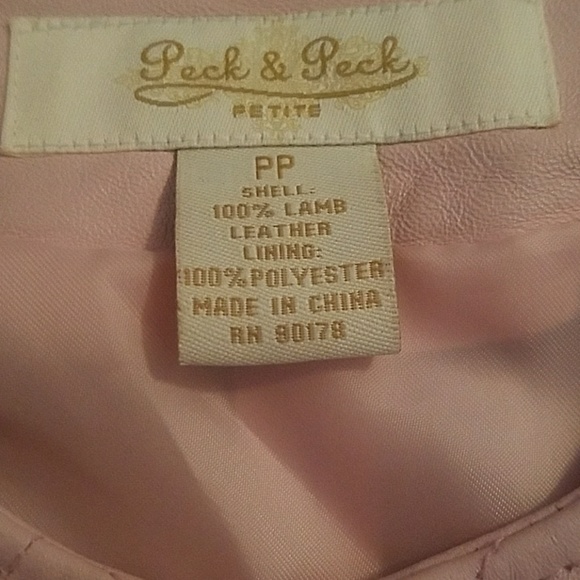 Peck & Peck
PETITE
PP
SHELL:
100% LAMB
LEATHER
LINING:
100% POLYESTER
MADE IN CHINA
RN 90178